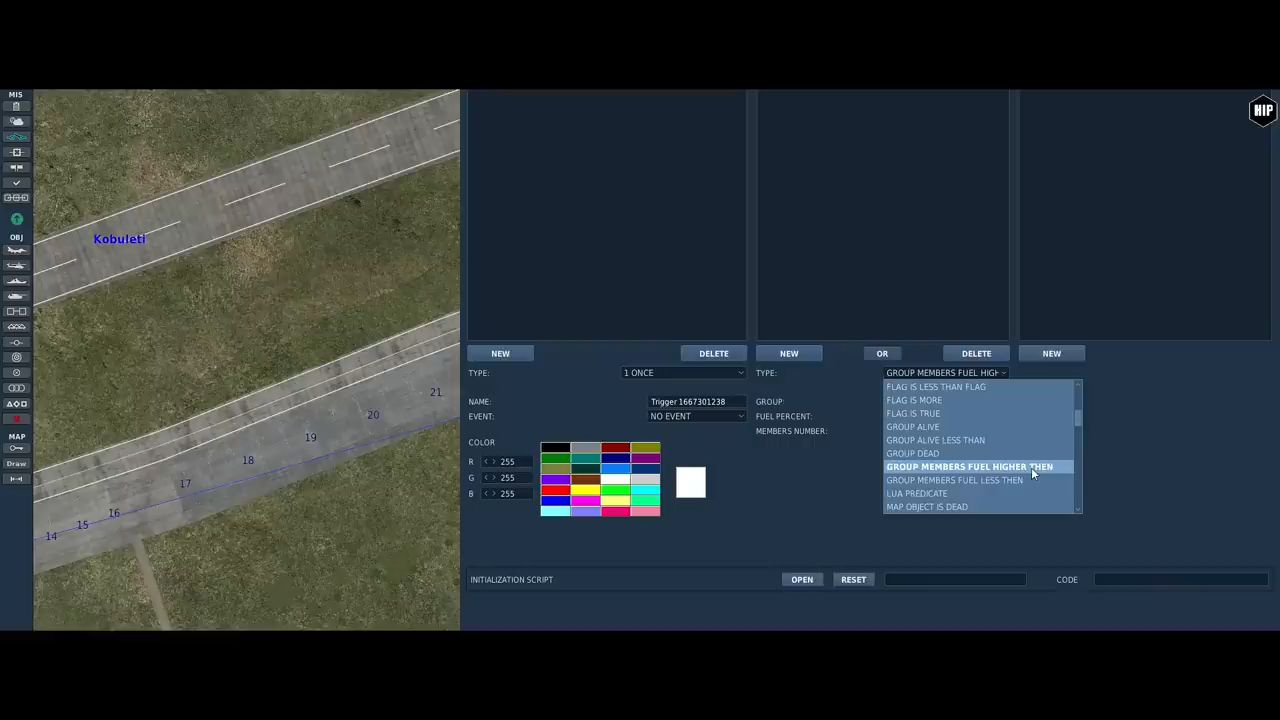 MIS
HIP
Kobuleti
OBJ
NEW
DELETE
NEW
OR
DELETE
NEW
TYPE:
1 ONCE
TYPE:
GROUP MEMBERS FUEL HIGH
FLAG IS LESS THAN FLAG
NAME:
Trigger 1667301238
GROUP:
FLAG IS MORE
EVENT:
NO EVENT
FUEL PERCENT:
FLAG IS TRUE
MEMBERS NUMBER:
GROUP ALIVE
COLOR
GROUP ALIVE LESS THAN
GROUP DEAD
R
255
GROUP MEMBERS FUEL HIGHER THEN
G
255
GROUP MEMBERS FUEL LESS THEN
B
255
LUA PREDICATE
MAP OBJECT IS DEAD
21
20
19
18
17
16
15
14
MAP
Draw
INITIALIZATION SCRIPT
OPEN
RESET
CODE